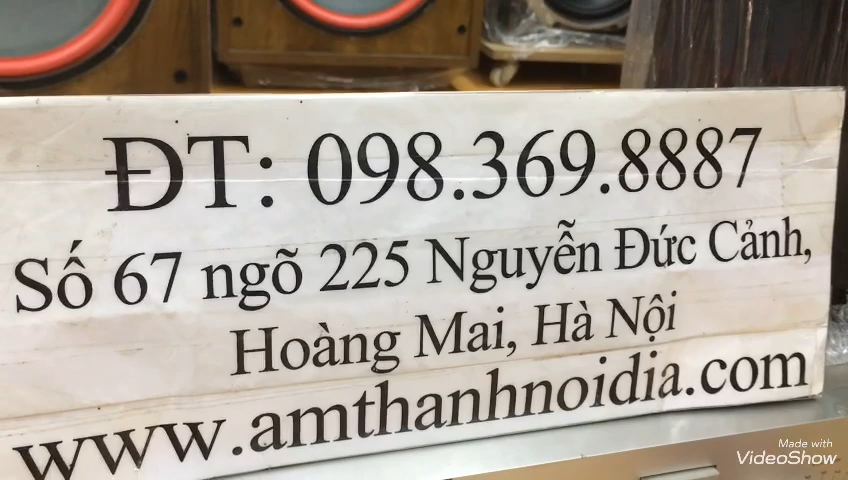 ĐT: 098.369.8887
Số 67 ngõ 225 Nguyễn Đức Cảnh,
Hoàng Mai, Hà Nội
www.amthanhnoidia.com
Made with
VideoShow